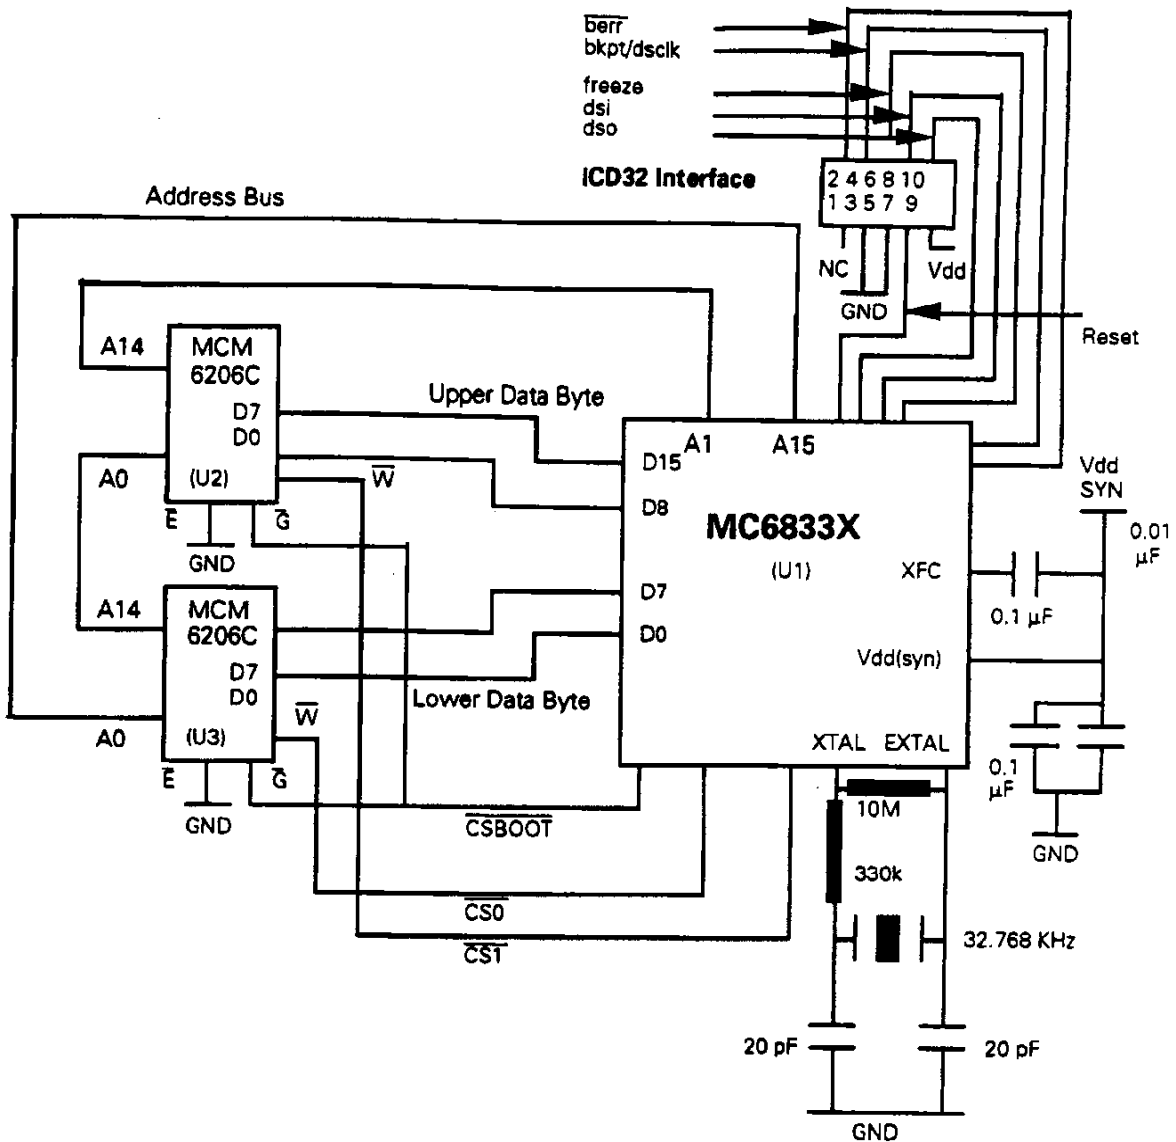 berr
bkpt/dsclk
freeze
dsi
dso
ICD32 Interface
2 4 6 8 10
1 3 5 7 9
Address Bus
NC
Vdd
GND
Reset
A14
MCM
6206C
D7
D0
A0
(U2)
E
G
W
GND
Upper Data Byte
A1
A15
D15
D8
MC6833X
(U1)
XFC
D7
D0
Vdd(syn)
XTAL
EXTAL
Vdd
SYN
0.01
µF
0.1 µF
A14
MCM
6206C
D7
D0
A0
(U3)
E
G
W
GND
Lower Data Byte
0.1
µF
GND
CSBOOT
CS0
CS1
10M
330k
32.768 KHz
20 pF
20 pF
GND